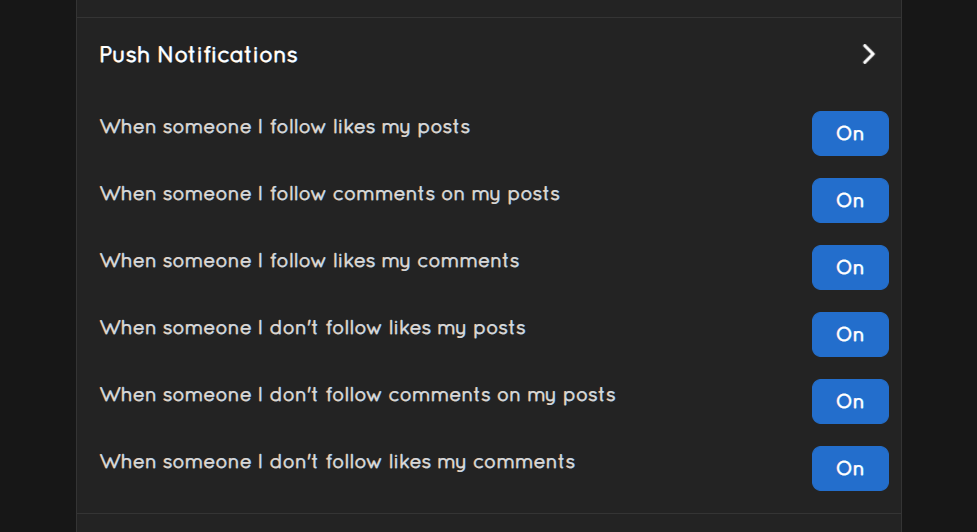 Push Notifications
When someone I follow likes my posts
On
When someone I follow comments on my posts
On
When someone I follow likes my comments
On
When someone I don't follow likes my posts
On
When someone I don't follow comments on my posts
On
When someone I don't follow likes my comments
On